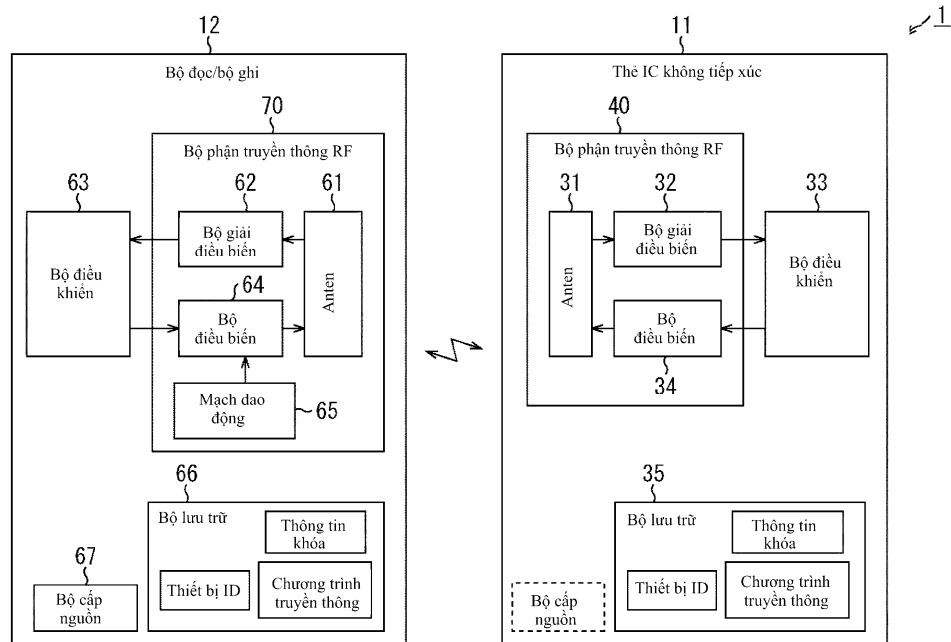 1
12
Bộ đọc/bộ ghi
70
Bộ phận truyền thông RF
63
62
61
Bộ điều
khiển
Bộ giải
điều biến
Anten
64
Bộ
điều biến
Mạch dao
động
65
66
Bộ lưu trữ
Thông tin
khóa
Thiết bị ID
Chương trình
truyền thông
67
Bộ cấp
nguồn
11
Thẻ IC không tiếp xúc
40
Bộ phận truyền thông RF
31
32
33
Anten
Bộ giải
điều biến
Bộ điều
khiển
Bộ
điều biến
34
35
Bộ lưu trữ
Thông tin
khóa
Thiết bị ID
Chương trình
truyền thông
Bộ cấp
nguồn